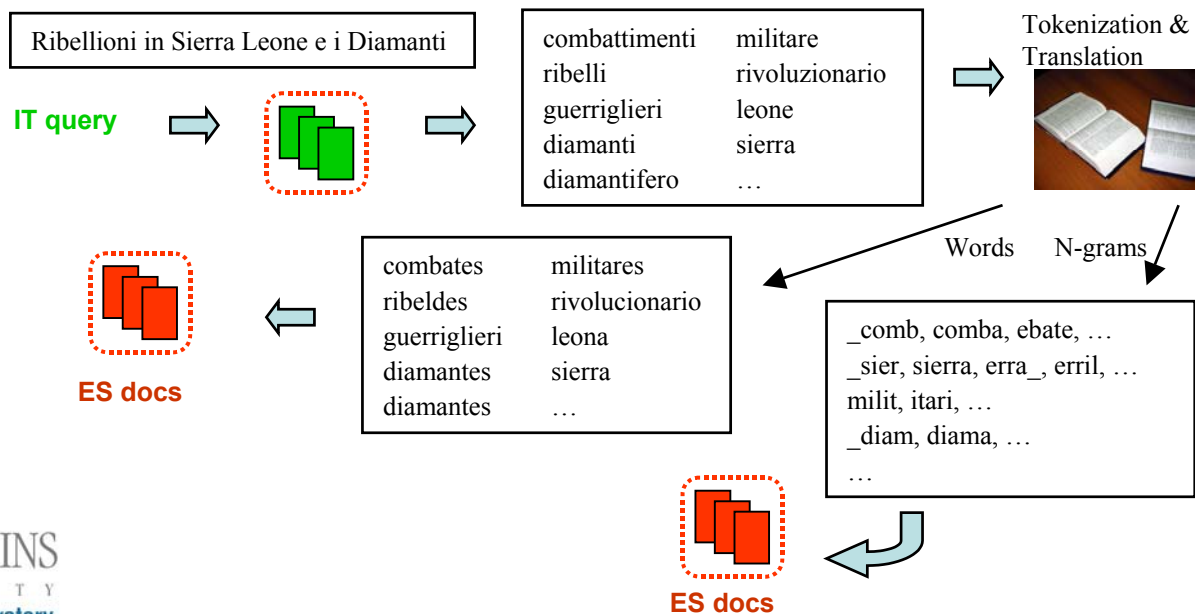 Ribellioni in Sierra Leone e i Diamanti
IT query
combattimenti militare
ribelli rivoluzionario
guerriglieri leone
diamanti sierra
diamantifero …
Tokenization &
Translation
Words N-grams
combates militares
ribeldes rivolucionario
guerriglieri leona
diamantes sierra
diamantes …
ES docs
_comb, comba, ebate, …
_sier, sierra, erra_, erril, …
milit, itari, …
_diam, diama, …
…
ES docs
INS
T Y